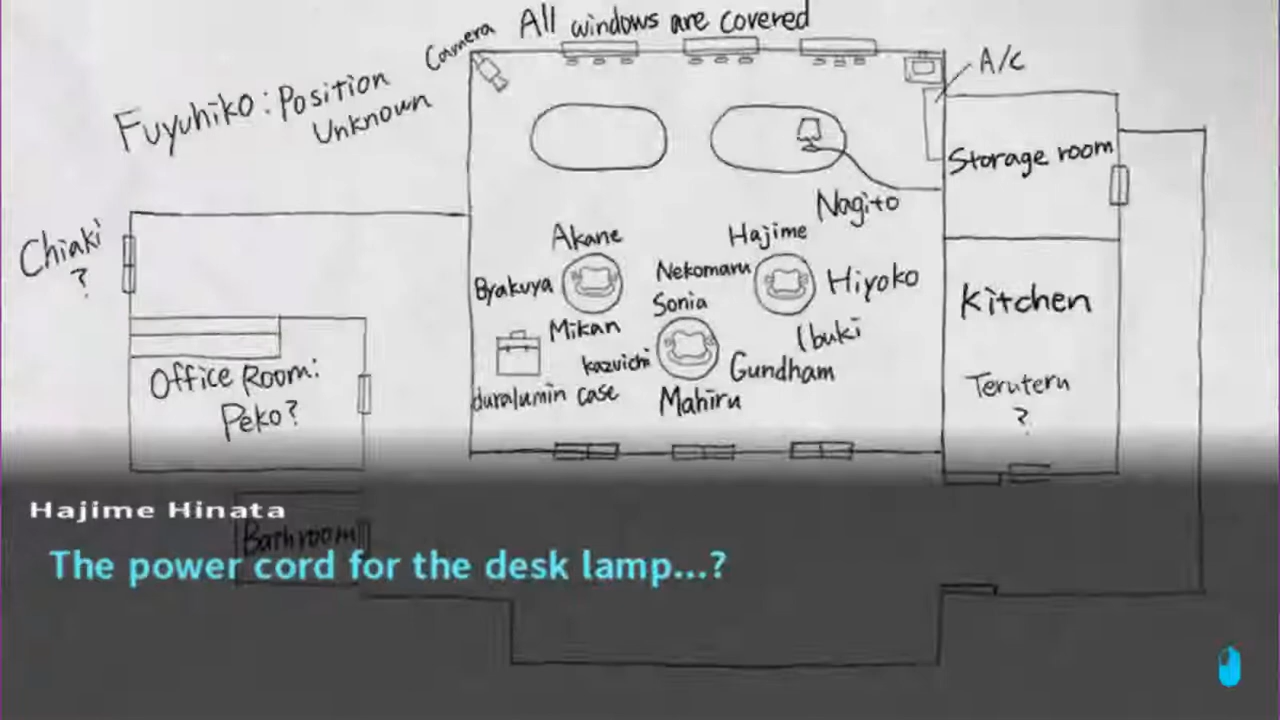 All windows are covered
Camera
A/C
Fuyuhiko: Position
Unknown
Storage room
Nagito
Chiaki
?
Akane
Hajime
Byakuya
Nekomaru
Hiyoko
Sonia
Kitchen
Mikan
Ibuki
kazuichi
Gundham
Teruteru
?
Office Room:
Peko?
duralumin case
Mahiru
Hajime Hinata
Bathroom
The power cord for the desk lamp...?